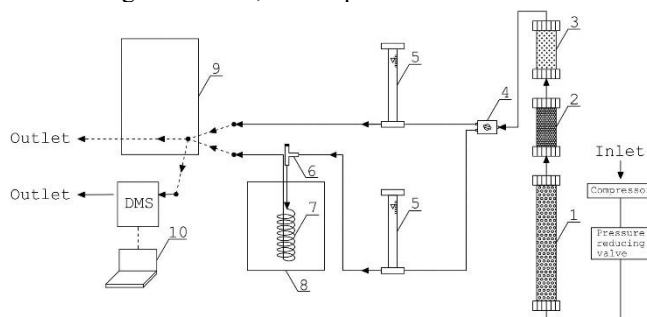 3
5
9
4
2
Outlet
Inlet
6
Compressor
Outlet
DMS
7
5
1
Pressure
reducing
valve
10
8